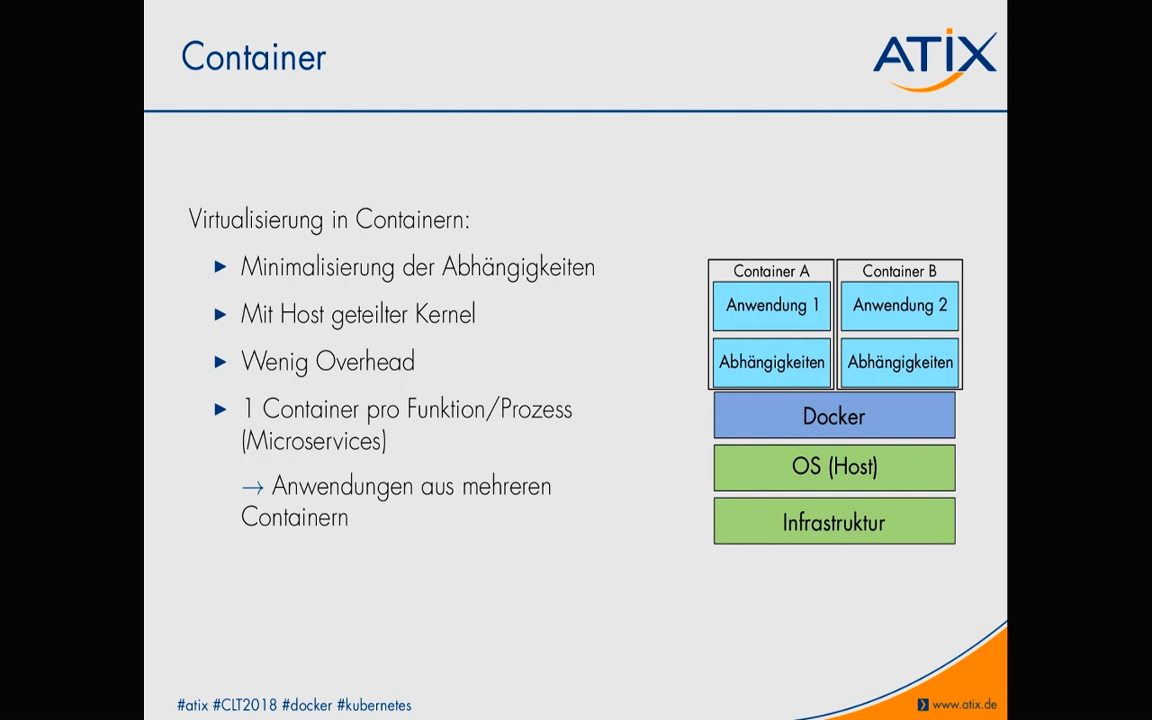 Container
ATIX
Virtualisierung in Containern:
Minimalisierung der Abhängigkeiten
Mit Host geteilter Kernel
Wenig Overhead
1 Container pro Funktion/Prozess
(Microservices)
→ Anwendungen aus mehreren
Containern
Container A
Container B
Anwendung 1
Anwendung 2
Abhängigkeiten
Abhängigkeiten
Docker
OS (Host)
Infrastruktur
#atix #CLT2018 #docker #kubernetes
www.atix.de